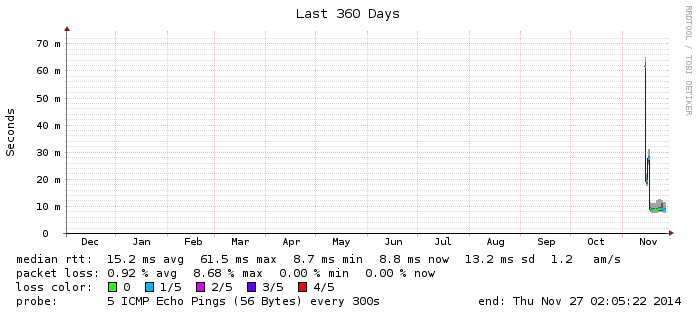 Last 360 Days
RRDTOOL / TOBI OETIKER
Seconds
70 m
60 m
50 m
40 m
30 m
20 m
10 m
0
Dec Jan Feb Mar Apr May Jun Jul Aug Sep Oct Nov
median rtt: 15.2 ms avg 61.5 ms max 8.7 ms min 8.8 ms now 13.2 ms sd 1.2 am/s
packet loss: 0.92 % avg 8.68 % max 0.00 % min 0.00 % now
loss color: 0 1/5 2/5 3/5 4/5
probe: 5 ICMP Echo Pings (56 Bytes) every 300s end: Thu Nov 27 02:05:22 2014